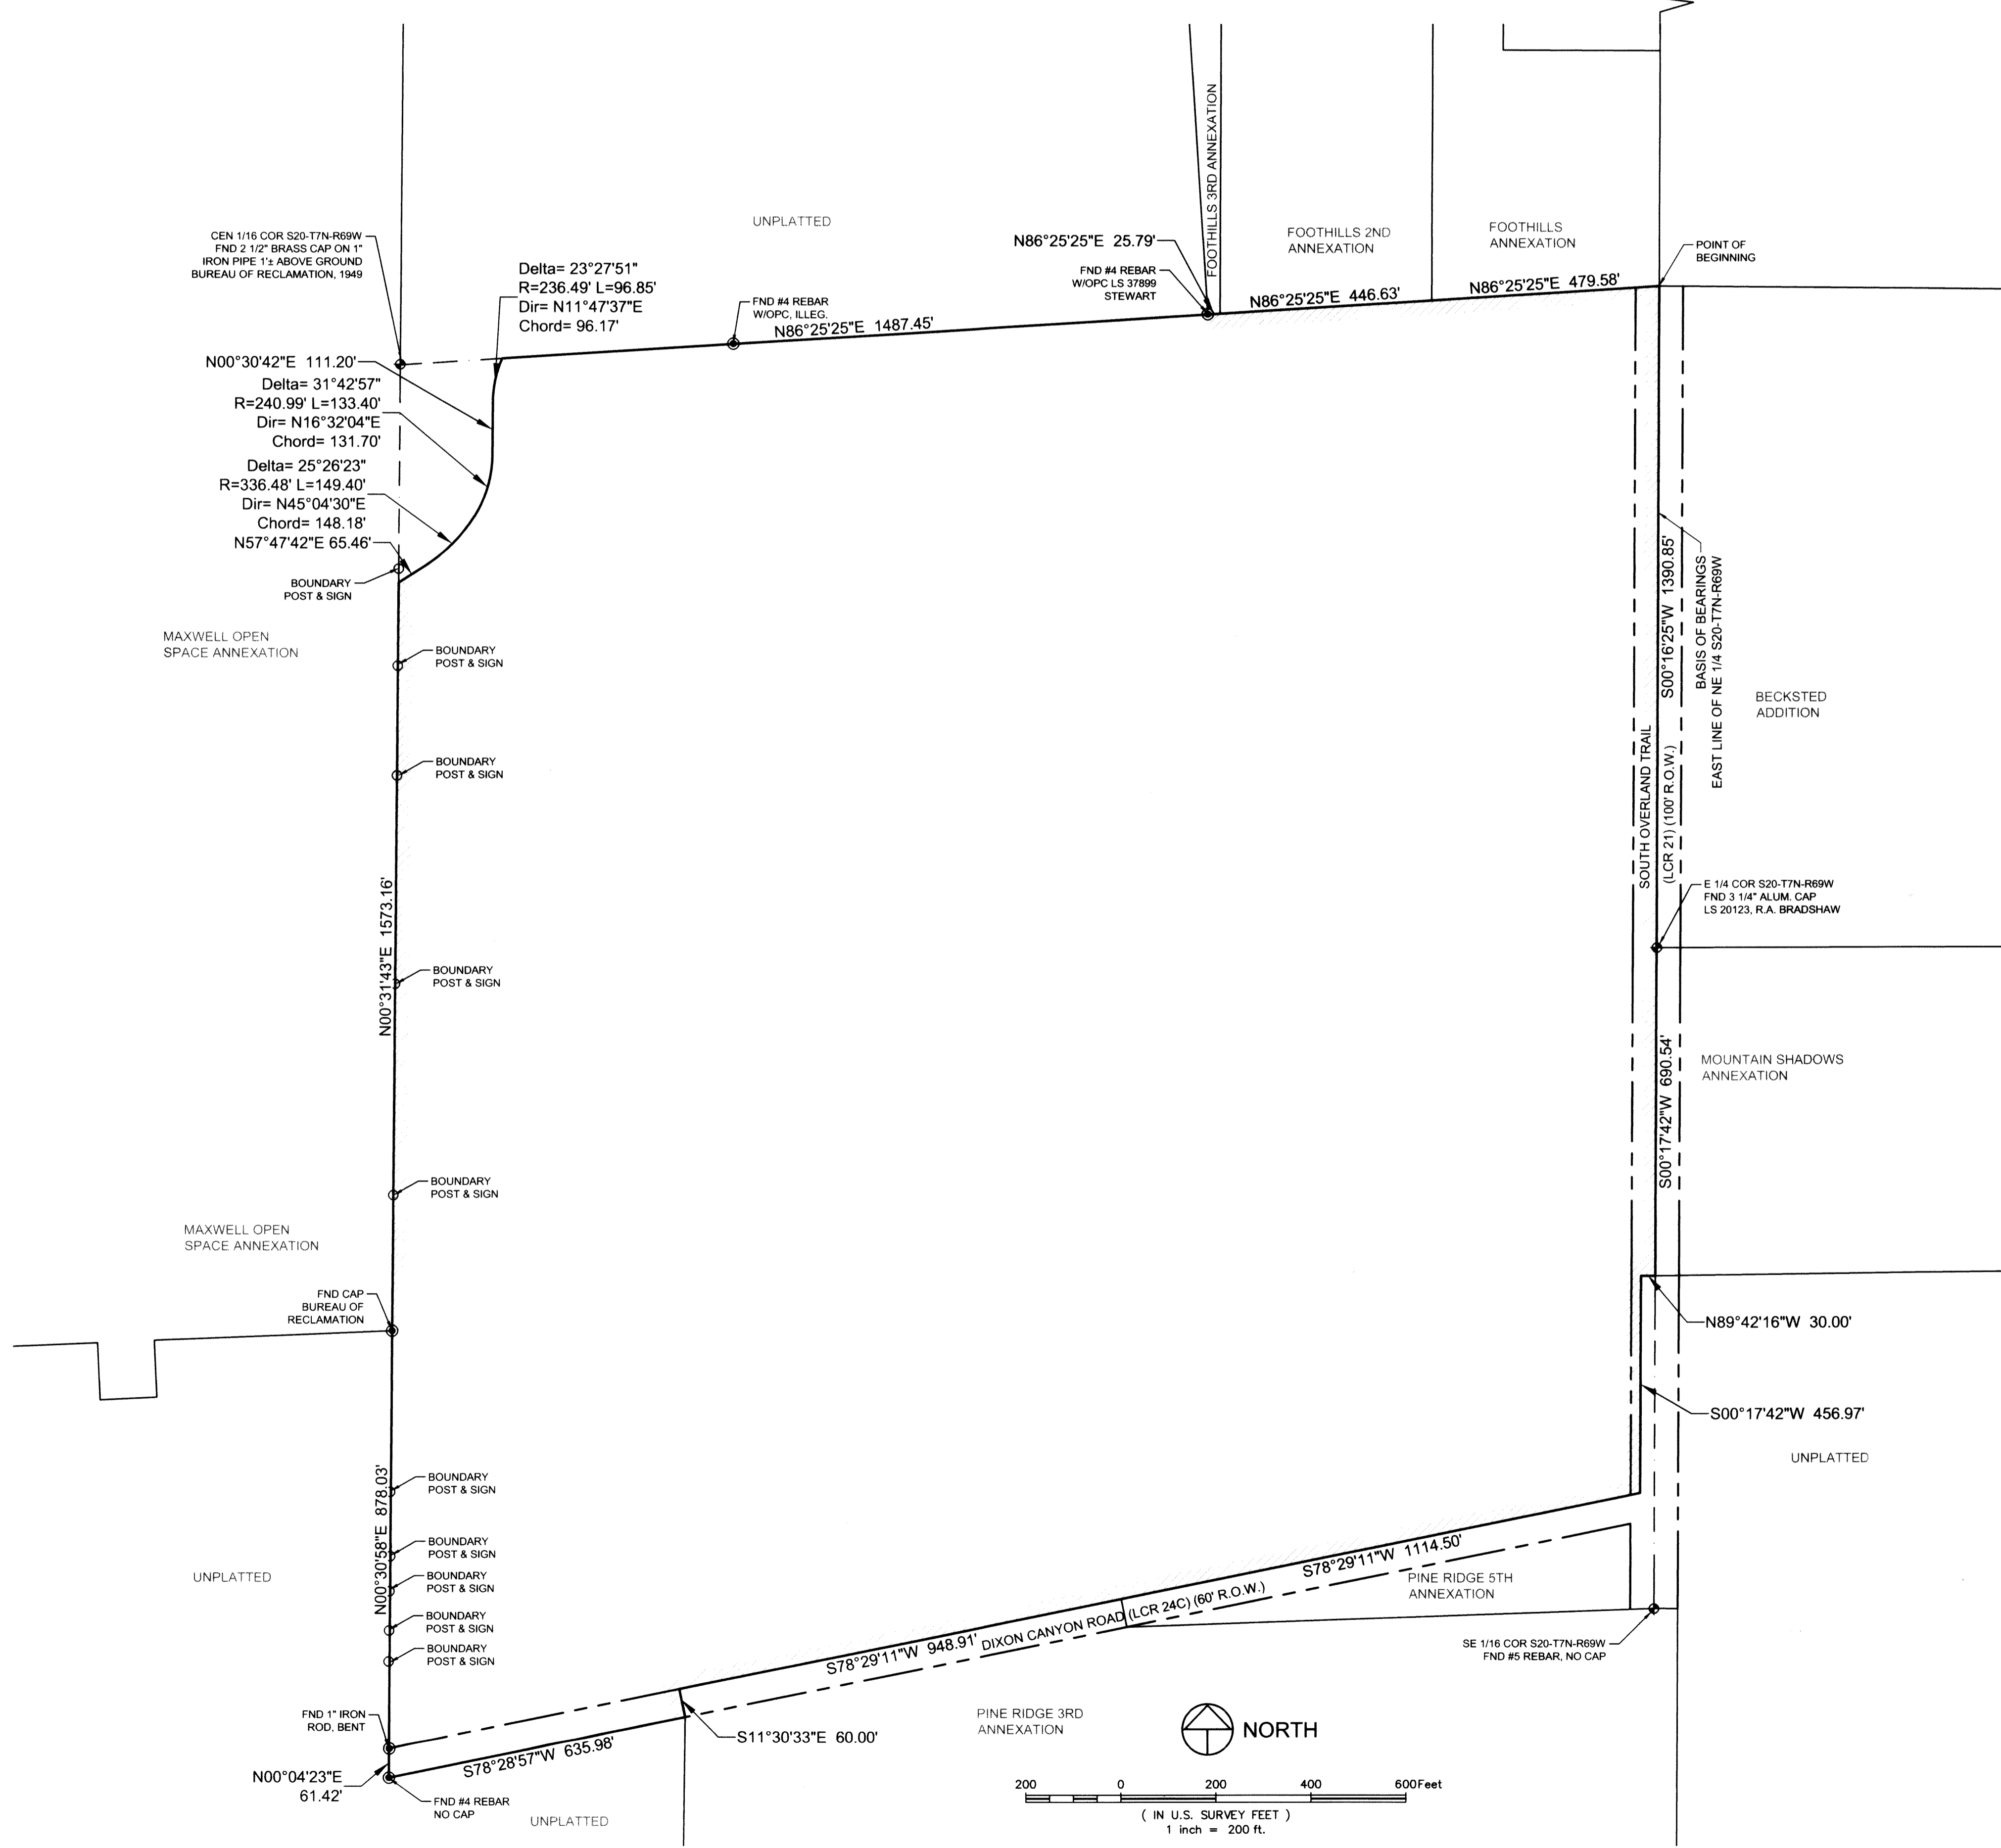 FOOTHILLS 3RD ANNEXATION
UNPLATTED
CEN 1/16 COR S20-T7N-R69W
FND 2 1/2" BRASS CAP ON 1"
IRON PIPE 1'± ABOVE GROUND
BUREAU OF RECLAMATION, 1949
Delta= 23°27'51"
R=236.49' L=96.85'
Dir= N11°47'37"E
Chord= 96.17'
FND #4 REBAR
W/OPC, ILLEG.
N86°25'25"E 1487.45'
N86°25'25"E 25.79'
FND #4 REBAR
W/OPC LS 37899
STEWART
FOOTHILLS 2ND
ANNEXATION
N86°25'25"E 446.63'
FOOTHILLS
ANNEXATION
N86°25'25"E 479.58'
POINT OF
BEGINNING
N00°30'42"E 111.20'
Delta= 31°42'57"
R=240.99' L=133.40'
Dir= N16°32'04"E
Chord= 131.70'
Delta= 25°26'23"
R=336.48' L=149.40'
Dir= N45°04'30"E
Chord= 148.18'
N57°47'42"E 65.46'
BOUNDARY
POST & SIGN
MAXWELL OPEN
SPACE ANNEXATION
BOUNDARY
POST & SIGN
BOUNDARY
POST & SIGN
S00°16'25"W 1390.85'
BASIS OF BEARINGS
EAST LINE OF NE 1/4 S20-T7N-R69W
BECKSTED
ADDITION
SOUTH OVERLAND TRAIL
(LCR 21) (100' R.O.W.)
E 1/4 COR S20-T7N-R69W
FND 3 1/4" ALUM. CAP
LS 20123, R.A. BRADSHAW
N00°31'43"E 1573.16'
BOUNDARY
POST & SIGN
S00°17'42"W 690.54'
MOUNTAIN SHADOWS
ANNEXATION
BOUNDARY
POST & SIGN
MAXWELL OPEN
SPACE ANNEXATION
FND CAP
BUREAU OF
RECLAMATION
N89°42'16"W 30.00'
S00°17'42"W 456.97'
UNPLATTED
N00°30'58"E 878.03'
BOUNDARY
POST & SIGN
BOUNDARY
POST & SIGN
BOUNDARY
POST & SIGN
BOUNDARY
POST & SIGN
BOUNDARY
POST & SIGN
UNPLATTED
S78°29'11"W 1114.50'
PINE RIDGE 5TH
ANNEXATION
S78°29'11"W 948.91'
DIXON CANYON ROAD (LCR 24C) (60' R.O.W.)
SE 1/16 COR S20-T7N-R69W
FND #5 REBAR, NO CAP
FND 1" IRON
ROD, BENT
S11°30'33"E 60.00'
PINE RIDGE 3RD
ANNEXATION
NORTH
S78°28'57"W 635.98'
N00°04'23"E
61.42'
FND #4 REBAR
NO CAP
UNPLATTED
200 0 200 400 600Feet
( IN U.S. SURVEY FEET )
1 inch = 200 ft.